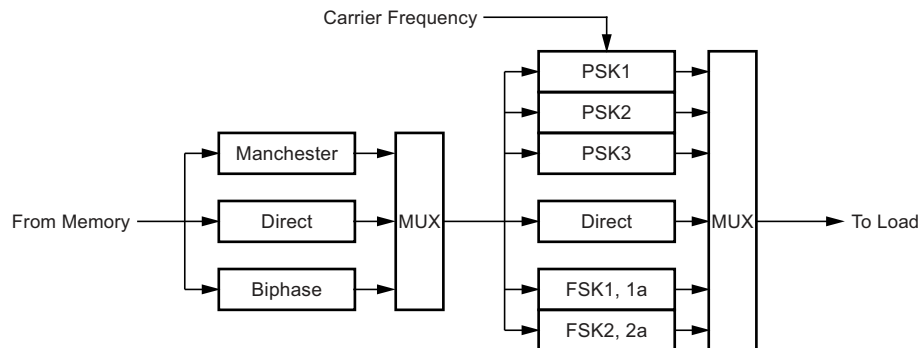 Carrier Frequency
PSK1
PSK2
PSK3
Manchester
From Memory
Direct
MUX
Direct
MUX
To Load
Biphase
FSK1, 1a
FSK2, 2a